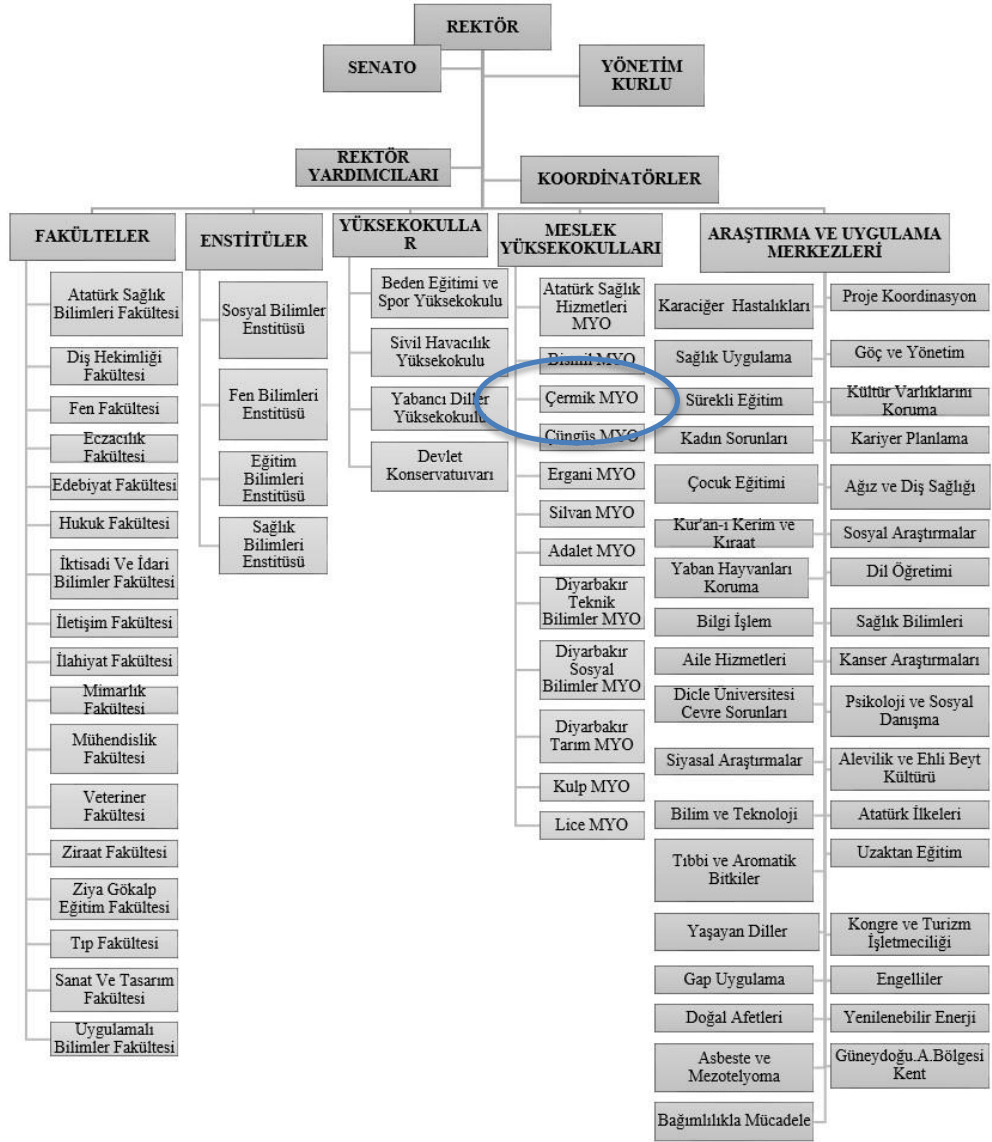 REKTÖR
SENATO
YÖNETİM
KURLU
REKTÖR
YARDIMCILARI
KOORDİNATÖRLER
FAKÜLTELER
Atatürk Sağlık
Bilimleri Fakültesi
Diş Hekimliği
Fakültesi
Fen Fakültesi
Eczacılık
Fakültesi
Edebiyat Fakültesi
Hukuk Fakültesi
İktisadi Ve İdari
Bilimler Fakültesi
İletişim Fakültesi
İlahiyat Fakültesi
Mimarlık
Fakültesi
Mühendislik
Fakültesi
Veteriner
Fakültesi
Ziraat Fakültesi
Ziya Gökalp
Eğitim Fakültesi
Tıp Fakültesi
Sanat Ve Tasarım
Fakültesi
Uygulamalı
Bilimler Fakültesi
ENSTİTÜLER
Sosyal Bilimler
Enstitüsü
Fen Bilimleri
Enstitüsü
Eğitim
Bilimleri
Enstitüsü
Sağlık
Bilimleri
Enstitüsü
YÜKSEKOKULLA
R
Beden Eğitimi ve
Spor Yüksekokulu
Sivil Havacılık
Yüksekokulu
Yabancı Diller
Yüksekokulu
Devlet
Konservatuıvarı
MESLEK
YÜKSEKOKULLARI
Atatürk Sağlık
Hizmetleri
MYO
Bismil MYO
Çermik MYO
Çüngüş MYO
Ergani MYO
Silvan MYO
Adalet MYO
Diyarbakır
Teknik
Bilimler MYO
Diyarbakır
Sosyal
Bilimler MYO
Diyarbakır
Tarım MYO
Kulp MYO
Lice MYO
ARAŞTIRMA VE UYGULAMA
MERKEZLERİ
Karaciğer Hastalıkları
Sağlık Uygulama
Sürekli Eğitim
Kadın Sorunları
Çocuk Eğitimi
Kur'an-ı Kerim ve
Kıraat
Yaban Hayvanları
Koruma
Bilgi İşlem
Aile Hizmetleri
Dicle Üniversitesi
Çevre Sorunları
Siyasal Araştırmalar
Bilim ve Teknoloji
Tıbbi ve Aromatik
Bitkiler
Yaşayan Diller
Gap Uygulama
Doğal Afetleri
Asbeste ve
Mezotelyoma
Bağımlılıkla Mücadele
Proje Koordinasyon
Göç ve Yönetim
Kültür Varlıklarını
Koruma
Kariyer Planlama
Ağız ve Diş Sağlığı
Sosyal Araştırmalar
Dil Öğretimi
Sağlık Bilimleri
Kanser Araştırmaları
Psikoloji ve Sosyal
Danışma
Alevilik ve Ehli Beyt
Kültürü
Atatürk İlkeleri
Uzaktan Eğitim
Kongre ve Turizm
İşletmeciliği
Engelliler
Yenilenebilir Enerji
Güneydoğu.A.Bölgesi
Kent